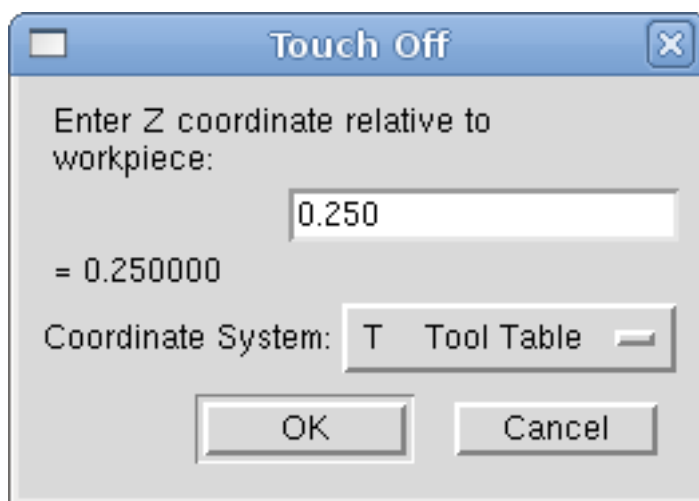 Touch Off
Enter Z coordinate relative to
workpiece:
0.250
= 0.250000
Coordinate System: T Tool Table
OK Cancel